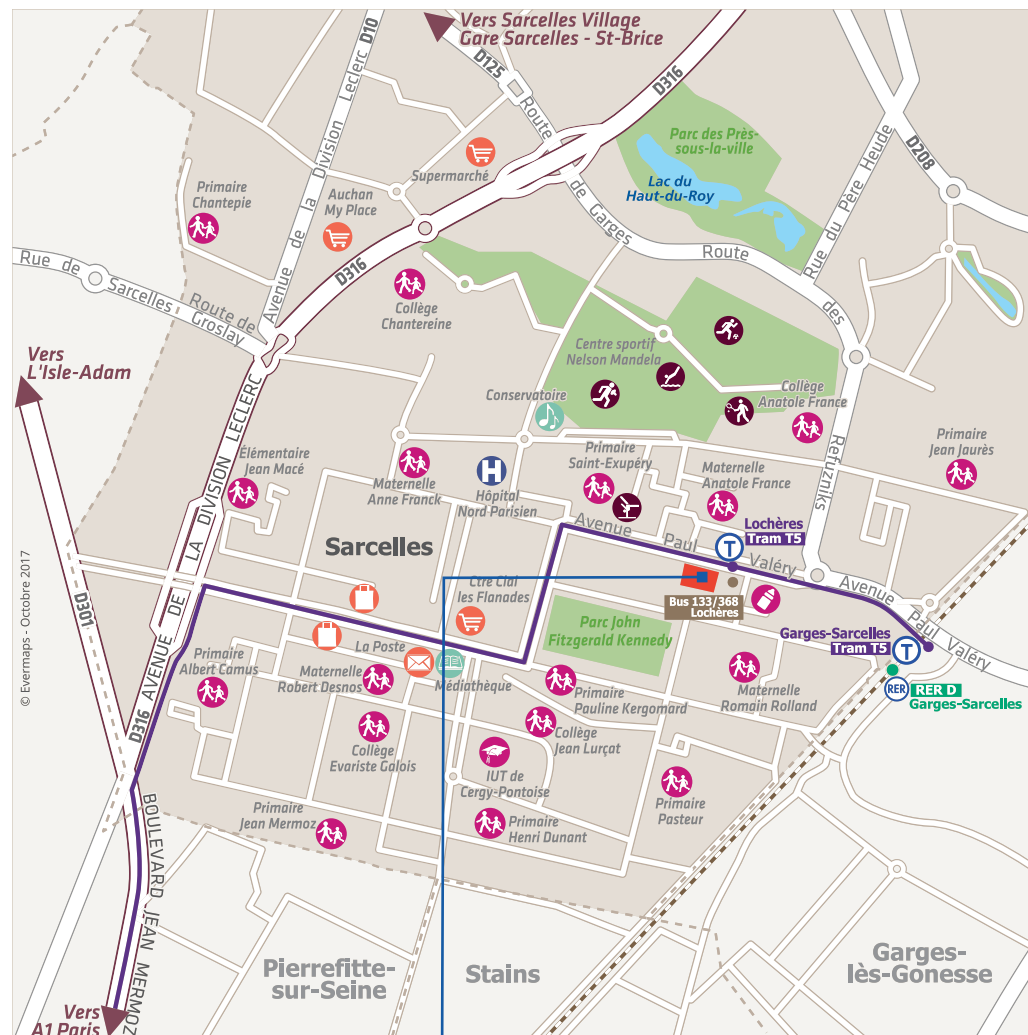 Vers Sarcelles Village
Gare Sarcelles - St-Brice
D10
D125
D316
Route
de Garges
Route
des
Refuzniks
Avenue de la Division Leclerc
Parc des Près-
sous-la-ville
Lac du
Haut-du-Roy
Rue du Père Heude
D208
Supermarché
Primaire
Chantepie
Auchan
My Place
Rue de
Sarcelles
Route de
Groslay
D316
Collège
Chantereine
Vers
L'Isle-Adam
Centre sportif
Nelson Mandela
Conservatoire
Collège
Anatole France
Élémentaire
Jean Macé
Maternelle
Anne Franck
H
Hôpital
Nord Parisien
Primaire
Saint-Exupéry
Maternelle
Anatole France
Primaire
Jean Jaurès
Avenue Paul Valéry
Lochères
Tram T5
T
Sarcelles
D316 AVENUE DE LA DIVISION LECLERC
D301
Ctre Clal
les Flanades
Bus 133/368
Lochères
Avenue Paul Valéry
Parc John
Fitzgerald Kennedy
Garges-Sarcelles
Tram T5
T
RER
RER D
Garges-Sarcelles
La Poste
Médiathèque
Primaire
Albert Camus
Maternelle
Robert Desnos
Primaire
Pauline Kergomard
Maternelle
Romain Rolland
Collège
Evariste Galois
Collège
Jean Lurçat
IUT de
Cergy-Pontoise
Primaire
Pasteur
Primaire
Jean Mermoz
Primaire
Henri Dunant
BOULEVARD JEAN MERMOZ
Pierrefitte-
sur-Seine
Stains
Garges-
lès-Gonesse
Vers
A1 Paris
© Evermaps - Octobre 2017